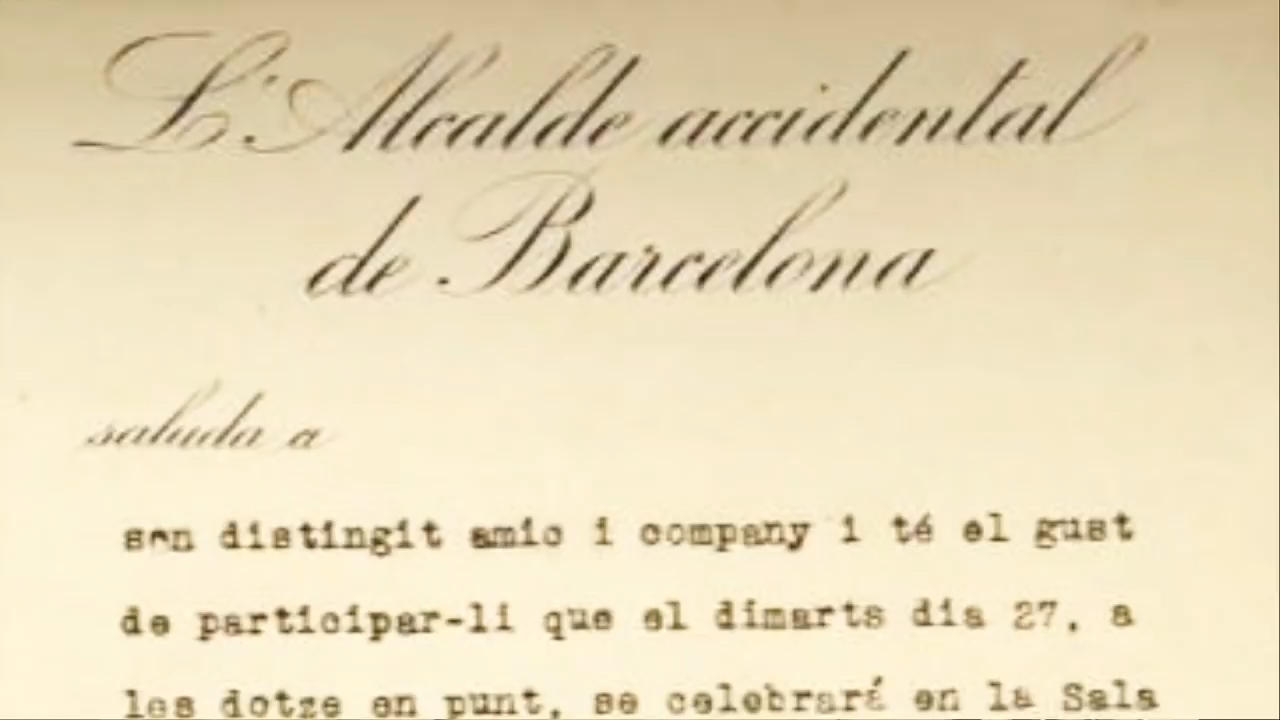 L'Alcalde accidental
de Barcelona
saluda a
son distingit amic i company i té el gust
de participar-li que el dimarts dia 27, a
les dotze en punt, se celebrará en la Sala